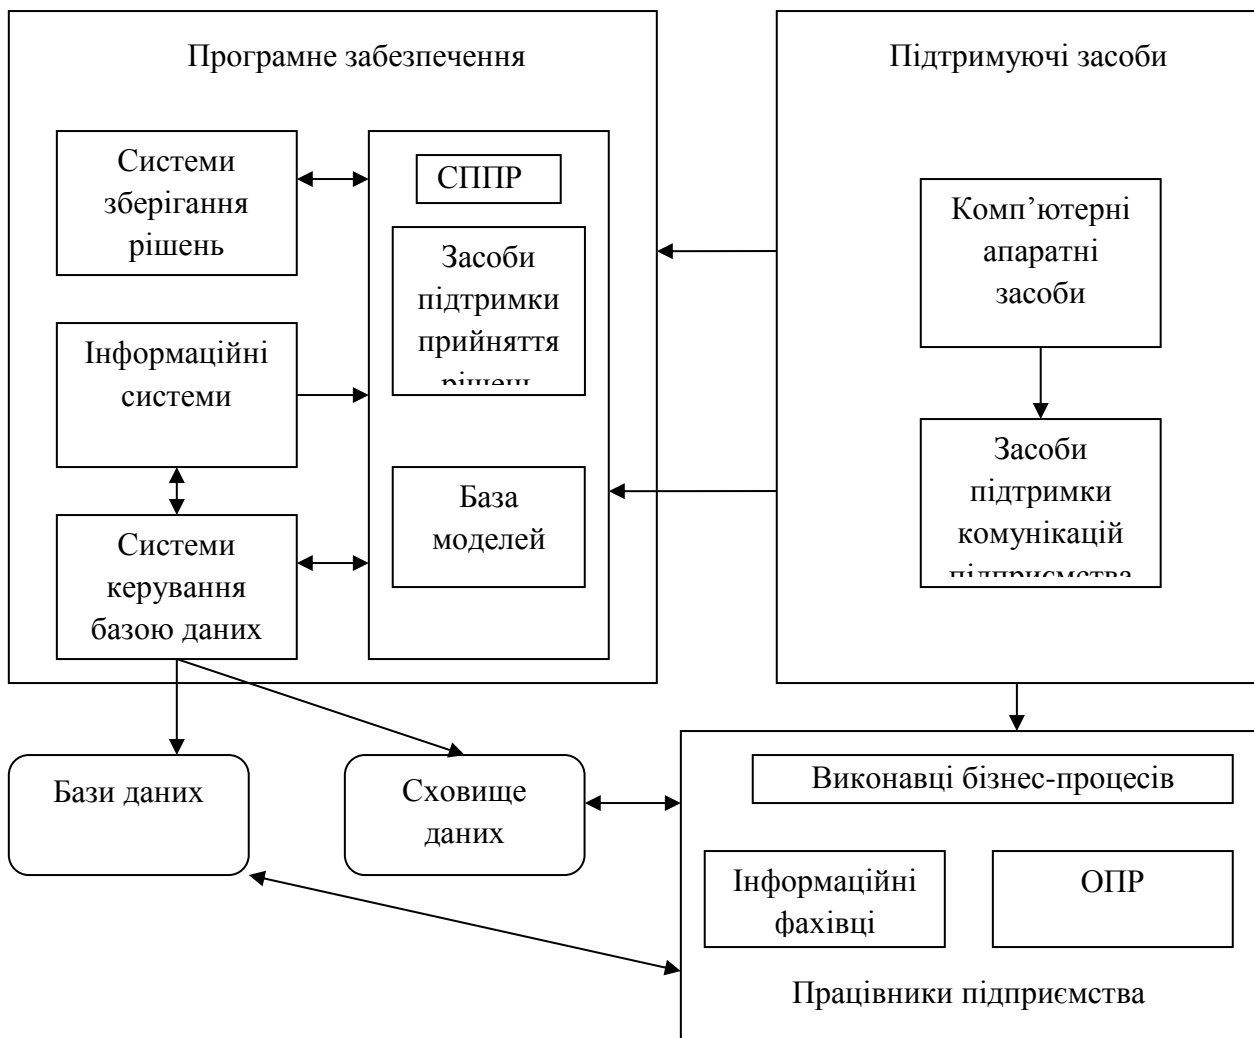 Програмне забезпечення
Підтримуючі засоби
Системи
зберігання
рішень
СППР
Засоби
підтримки
прийняття
рішень
Інформаційні
системи
База
моделей
Системи
керування
базою даних
Комп’ютерні
апаратні
засоби
Засоби
підтримки
комунікацій
підприємства
Бази даних
Сховище
даних
Виконавці бізнес-процесів
Інформаційні
фахівці
ОПР
Працівники підприємства